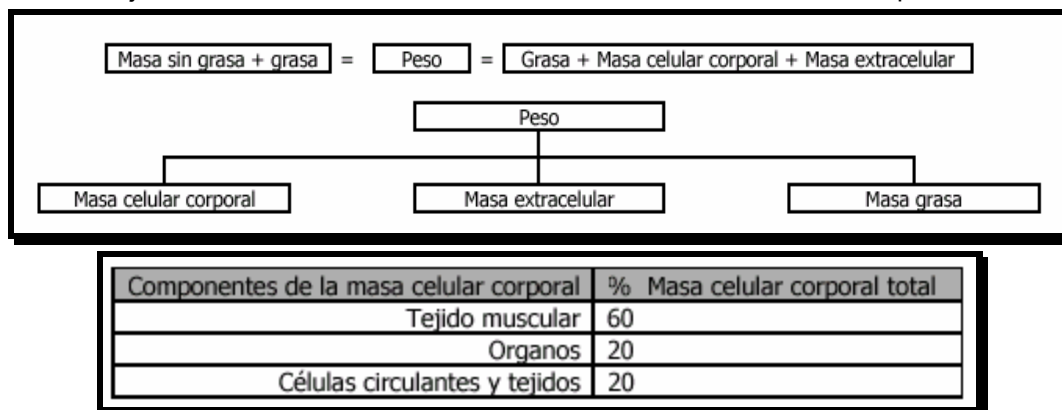 Masa sin grasa + grasa = Peso = Grasa + Masa celular corporal + Masa extracelular
Peso
Masa celular corporal Masa extracelular Masa grasa
Componentes de la masa celular corporal % Masa celular corporal total
Tejido muscular 60
Organos 20
Células circulantes y tejidos 20